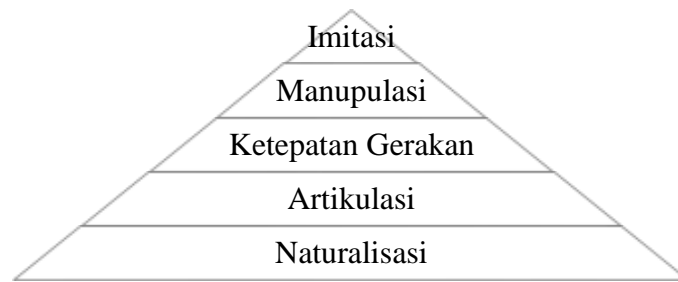 Imitasi
Manupulasi
Ketepatan Gerakan
Artikulasi
Naturalisasi